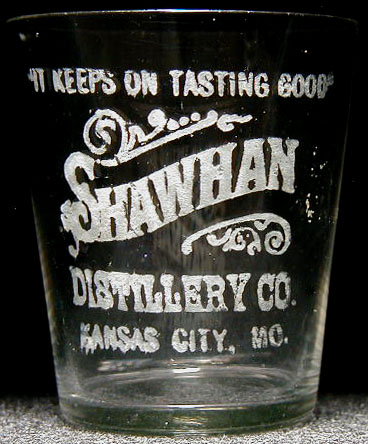 "IT KEEPS ON TASTING GOOD"
SHAWHAN
DISTILLERY CO.
KANSAS CITY, MO.